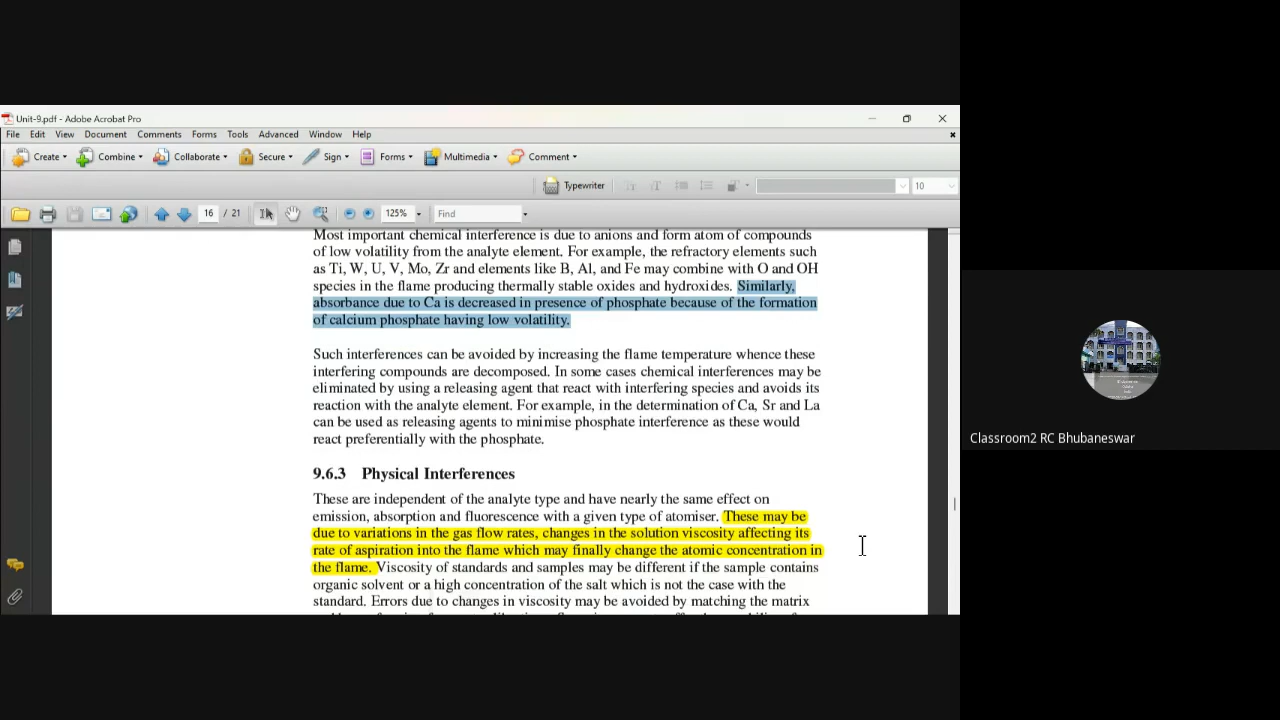 Unit-9.pdf - Adobe Acrobat Pro
File Edit View Document Comments Forms Tools Advanced Window Help
Create Combine Collaborate Secure Sign Forms Multimedia Comment
Typewriter 10
16 / 21 125% Find
Most important chemical interference is due to anions and form atom of compounds
of low volatility from the analyte element. For example, the refractory elements such
as Ti, W, U, V, Mo, Zr and elements like B, Al, and Fe may combine with O and OH
species in the flame producing thermally stable oxides and hydroxides. Similarly,
absorbance due to Ca is decreased in presence of phosphate because of the formation
of calcium phosphate having low volatility.
Such interferences can be avoided by increasing the flame temperature whence these
interfering compounds are decomposed. In some cases chemical interferences may be
eliminated by using a releasing agent that react with interfering species and avoids its
reaction with the analyte element. For example, in the determination of Ca, Sr and La
can be used as releasing agents to minimise phosphate interference as these would
react preferentially with the phosphate.
9.6.3 Physical Interferences
These are independent of the analyte type and have nearly the same effect on
emission, absorption and fluorescence with a given type of atomiser. These may be
due to variations in the gas flow rates, changes in the solution viscosity affecting its
rate of aspiration into the flame which may finally change the atomic concentration in
the flame. Viscosity of standards and samples may be different if the sample contains
organic solvent or a high concentration of the salt which is not the case with the
standard. Errors due to changes in viscosity may be avoided by matching the matrix
Classroom2 RC Bhubaneswar